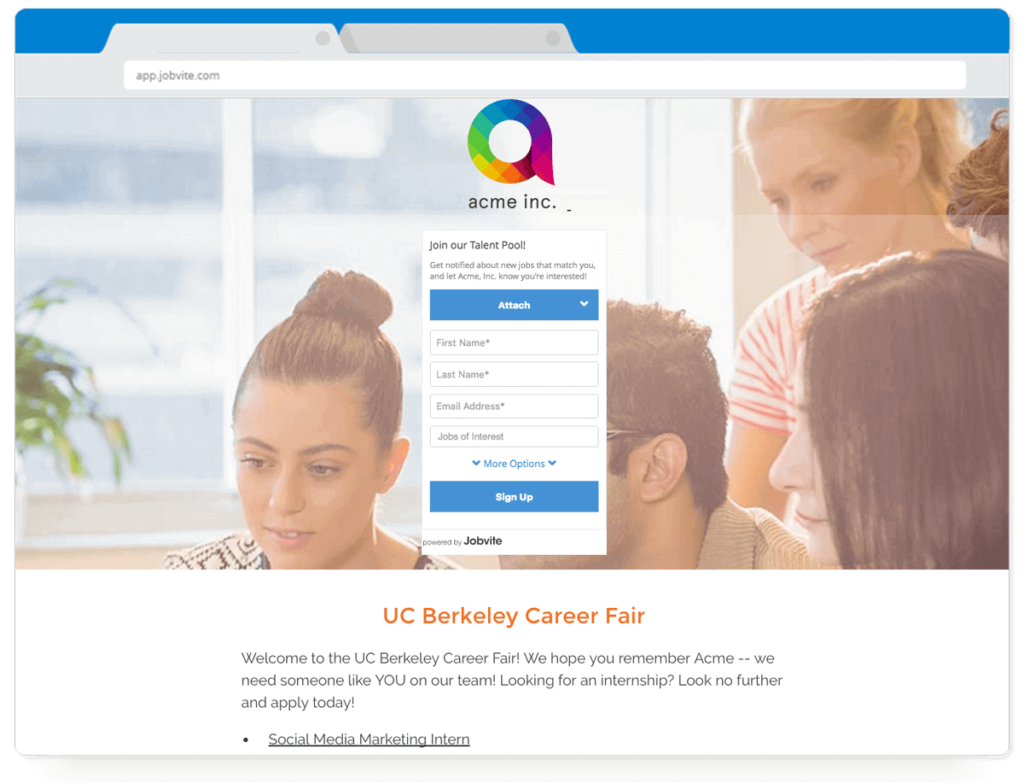 app.jobvite.com
acme inc. -
Join our Talent Pool!
Get notified about new jobs that match you,
and let Acme, Inc. know you're interested!
Attach
First Name*
Last Name*
Email Address*
Jobs of Interest
More Options
Sign Up
powered by Jobvite
UC Berkeley Career Fair
Welcome to the UC Berkeley Career Fair! We hope you remember Acme -- we
need someone like YOU on our team! Looking for an internship? Look no further
and apply today!
• Social Media Marketing Intern